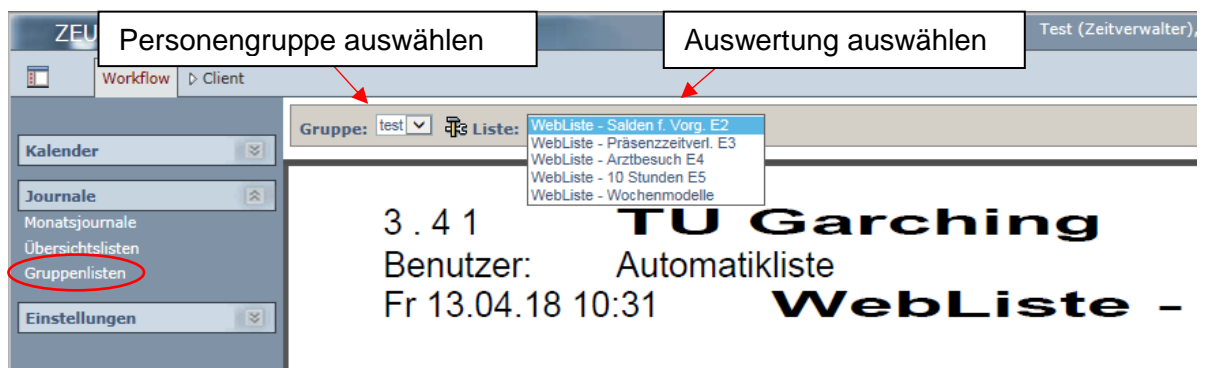 ZEU
Personengruppe auswählen
Auswertung auswählen
Test (Zeitverwalter),
Workflow
Client
Gruppe: test
Liste:
WebListe - Salden f. Vorg. E2
WebListe - Präsenzzeitverl. E3
WebListe - Arztbesuch E4
WebListe - 10 Stunden E5
WebListe - Wochenmodelle
Kalender
Journale
Monatsjournale
Übersichtslisten
Gruppenlisten
Einstellungen
3.41 TU Garching
Benutzer: Automatikliste
Fr 13.04.18 10:31 WebListe -